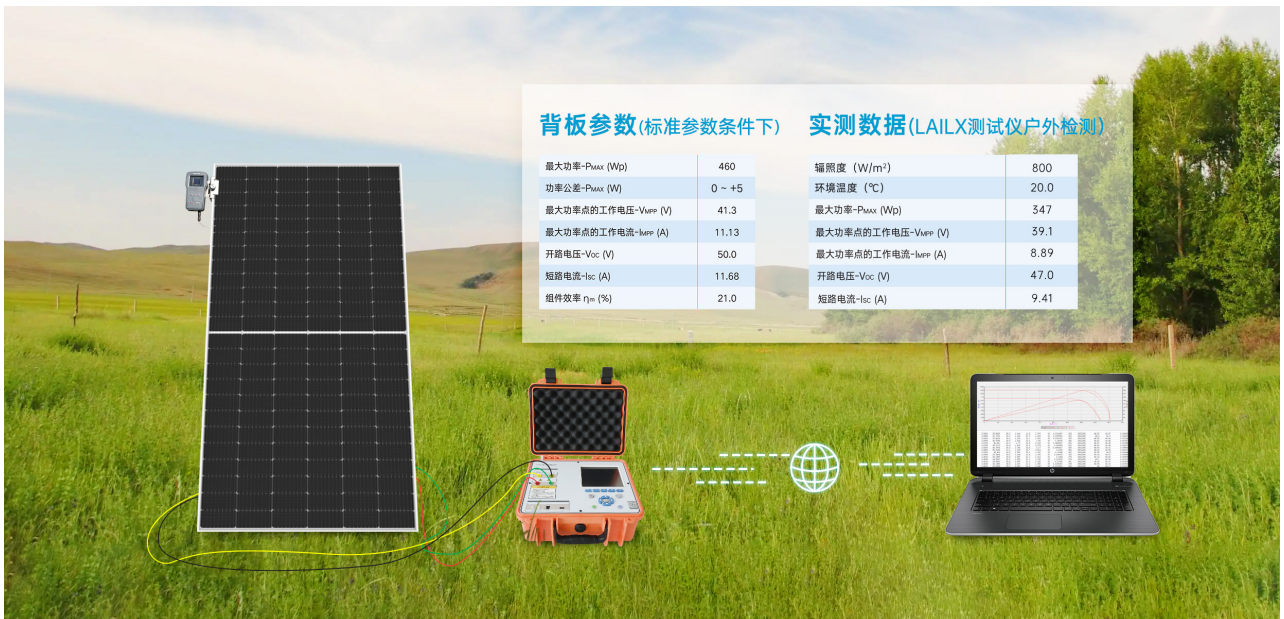 背板参数(标准参数条件下)
最大功率-PMAX (Wp) 460
功率公差-PMAX (W) 0 ~ +5
最大功率点的工作电压-VMPP (V) 41.3
最大功率点的工作电流-IMPP (A) 11.13
开路电压-VOC (V) 50.0
短路电流-ISC (A) 11.68
组件效率 ηm (%) 21.0
实测数据(LAILX测试仪户外检测)
辐照度（W/m²） 800
环境温度（℃） 20.0
最大功率-PMAX (Wp) 347
最大功率点的工作电压-VMPP (V) 39.1
最大功率点的工作电流-IMPP (A) 8.89
开路电压-VOC (V) 47.0
短路电流-ISC (A) 9.41